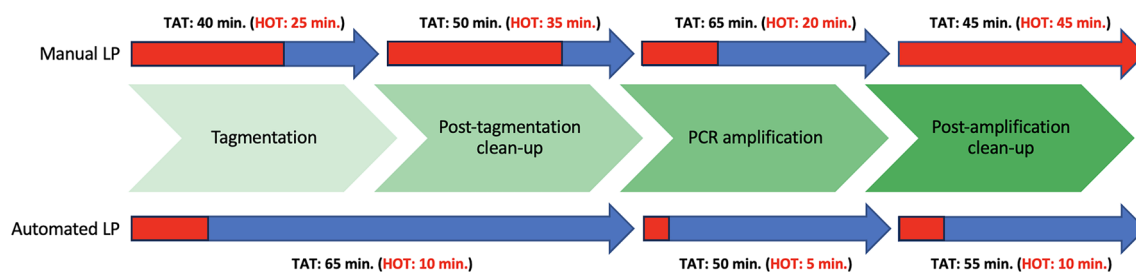 TAT: 40 min. (HOT: 25 min.)
TAT: 50 min. (HOT: 35 min.)
TAT: 65 min. (HOT: 20 min.)
TAT: 45 min. (HOT: 45 min.)
Manual LP
Tagmentation
Post-tagmentation
clean-up
PCR amplification
Post-amplification
clean-up
Automated LP
TAT: 65 min. (HOT: 10 min.)
TAT: 50 min. (HOT: 5 min.)
TAT: 55 min. (HOT: 10 min.)